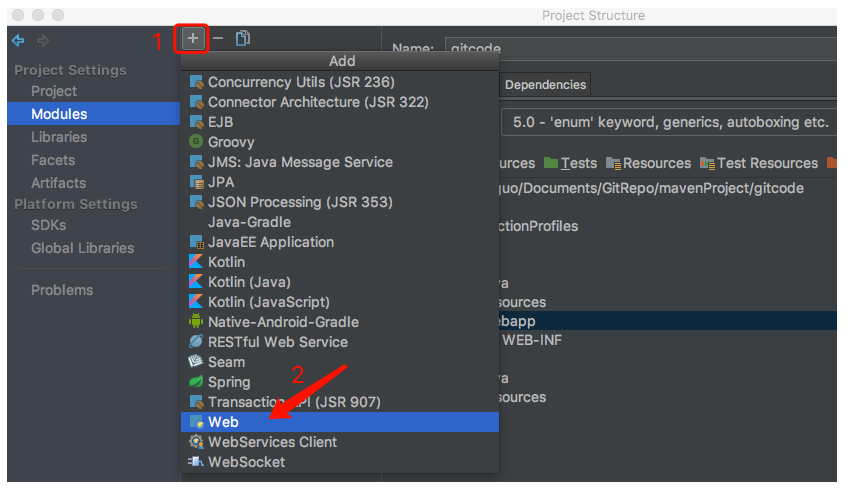 Project Structure
1
Project Settings
Project
Modules
Libraries
Facets
Artifacts
Platform Settings
SDKs
Global Libraries
Problems
Add
Concurrency Utils (JSR 236)
Connector Architecture (JSR 322)
EJB
Groovy
JMS: Java Message Service
JPA
JSON Processing (JSR 353)
Java-Gradle
JavaEE Application
Kotlin
Kotlin (Java)
Kotlin (JavaScript)
Native-Android-Gradle
RESTful Web Service
Seam
Spring
2
Transaction API (JSR 907)
Web
WebServices Client
WebSocket
Name: gitcode
Dependencies
5.0 - 'enum' keyword, generics, autoboxing etc.
urces Tests Resources Test Resources
guo/Documents/GitRepo/mavenProject/gitcode
ctionProfiles
va
sources
ebapp
WEB-INF
va
sources